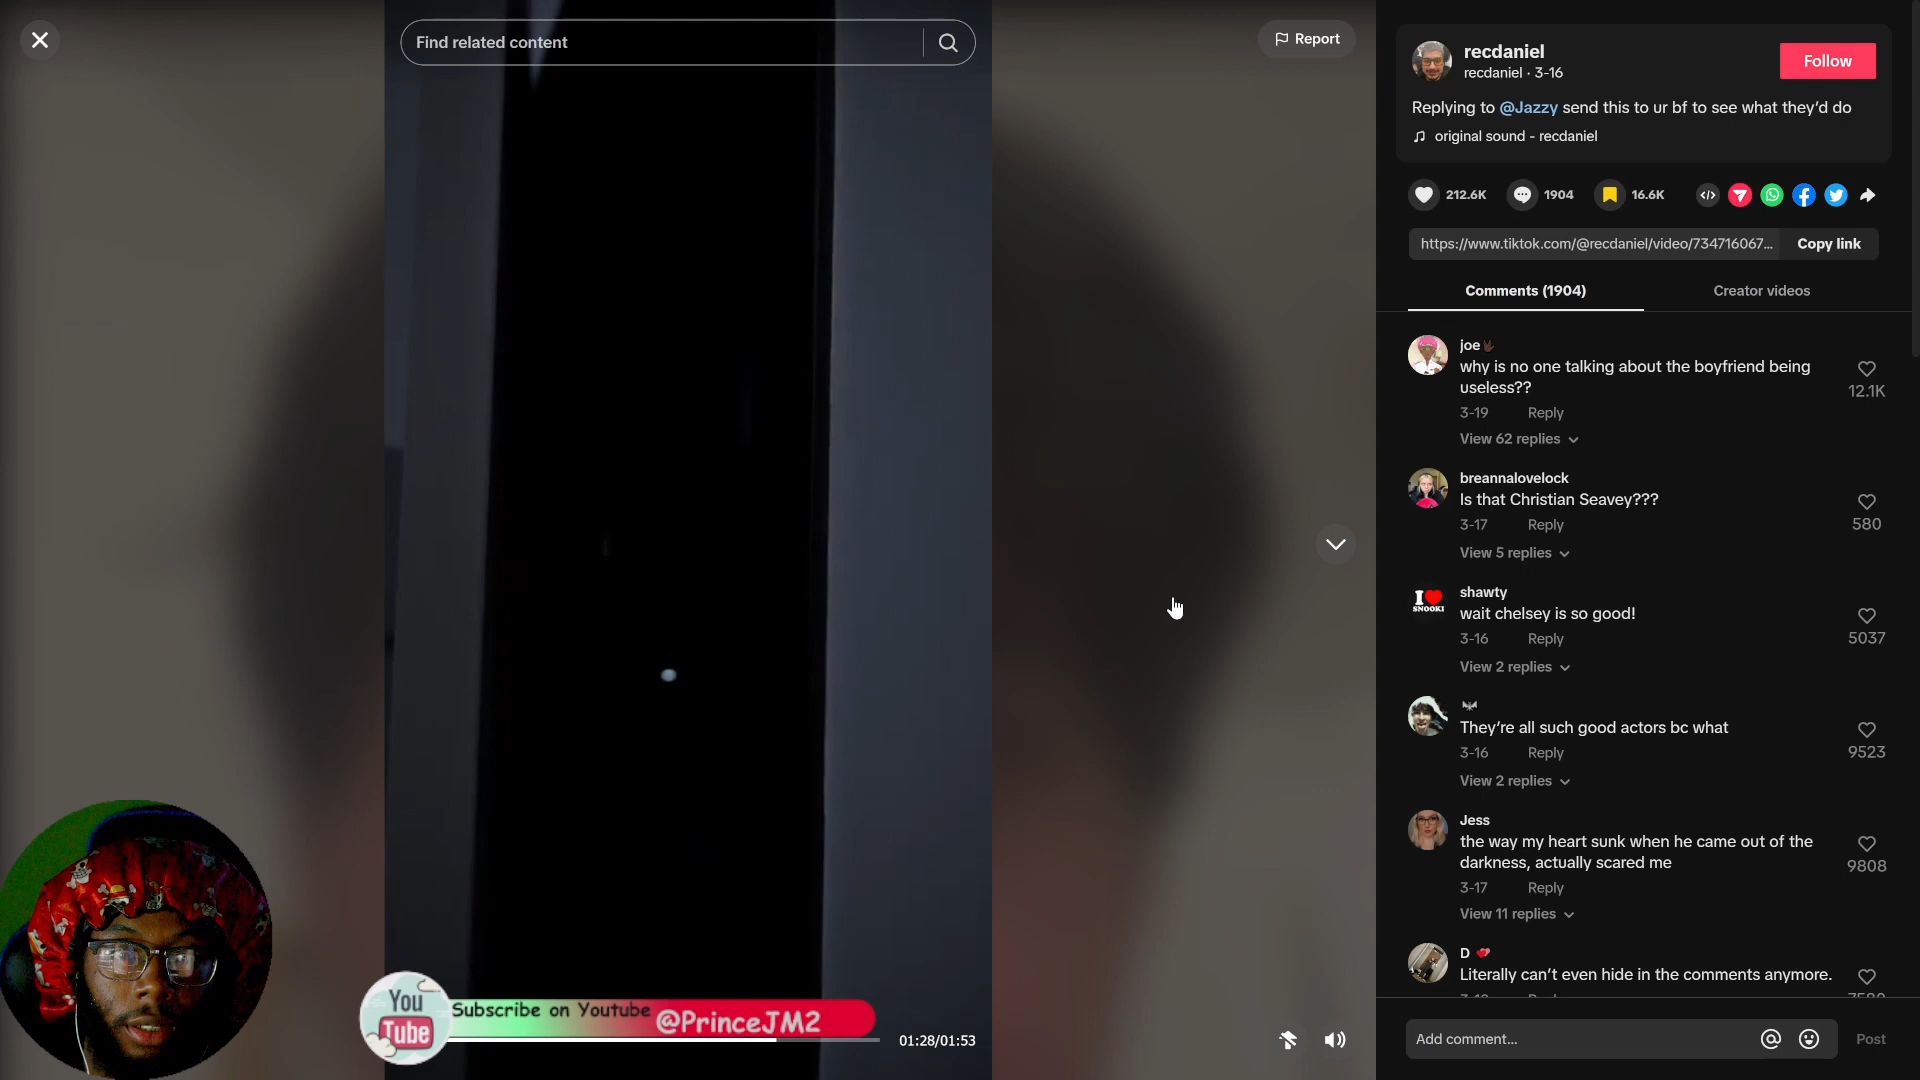 Find related content
Report
recdaniel
recdaniel · 3-16
Follow
Replying to @Jazzy send this to ur bf to see what they'd do
original sound - recdaniel
212.6K
1904
16.6K
https://www.tiktok.com/@recdaniel/video/734716067...
Copy link
Comments (1904)
Creator videos
joe
why is no one talking about the boyfriend being
useless??
12.1K
3-19 Reply
View 62 replies
breannalovelock
Is that Christian Seavey???
580
3-17 Reply
View 5 replies
I SNOOKI
shawty
wait chelsey is so good!
5037
3-16 Reply
View 2 replies
They're all such good actors bc what
9523
3-16 Reply
View 2 replies
Jess
the way my heart sunk when he came out of the
darkness, actually scared me
9808
3-17 Reply
View 11 replies
D
Literally can't even hide in the comments anymore.
You
Tube
Subscribe on Youtube
@PrinceJM2
01:28/01:53
Add comment...
Post